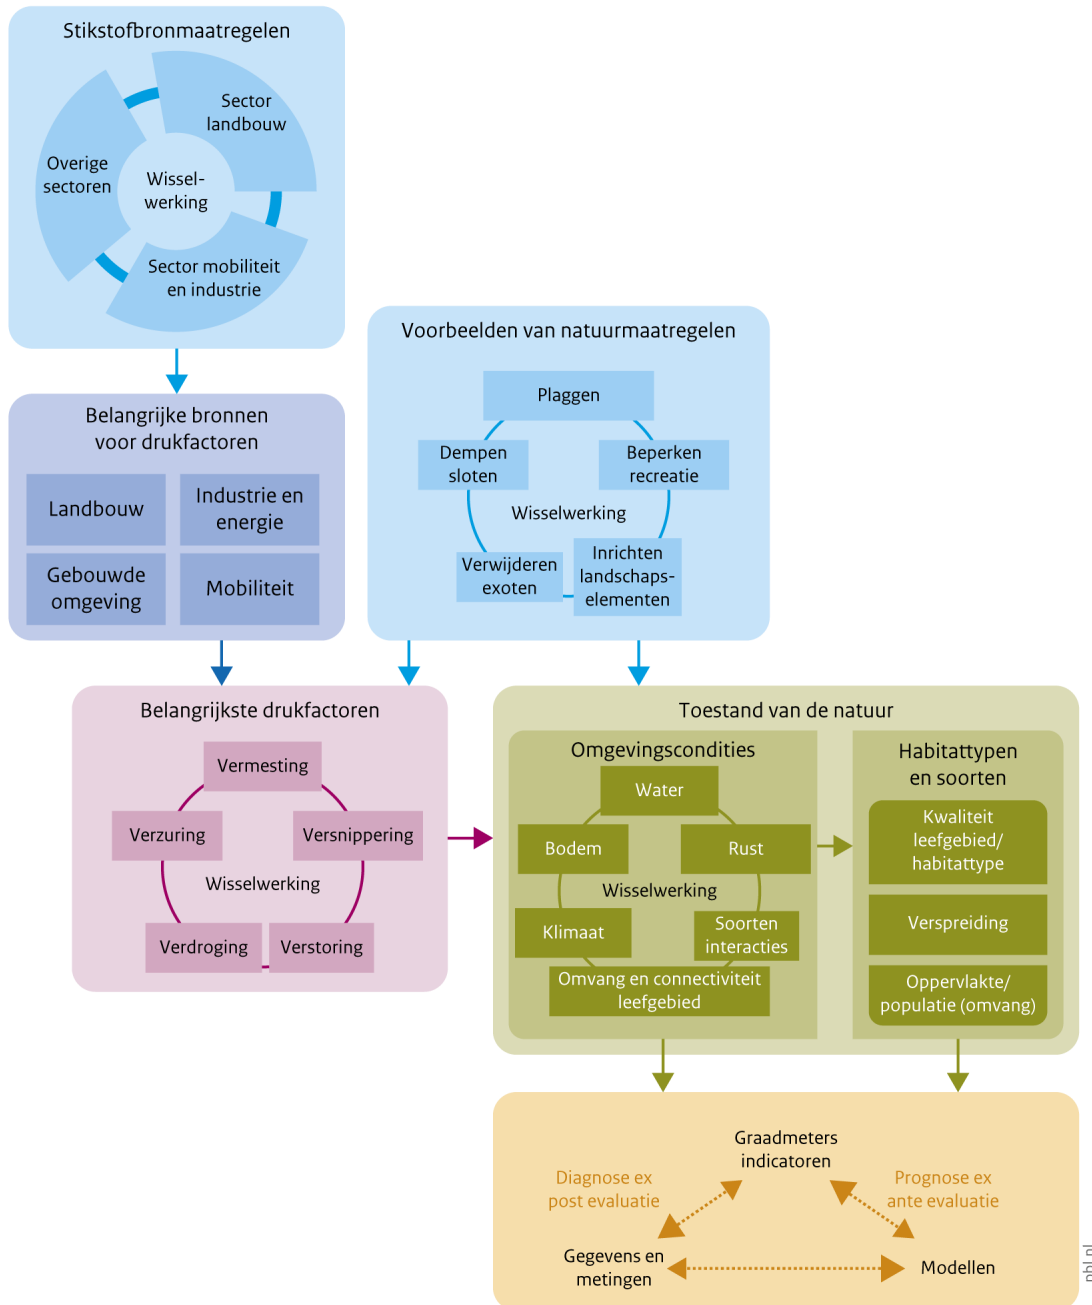 Stikstofbronmaatregelen
Sector
landbouw
Overige
sectoren
Wissel-
werking
Sector mobiliteit
en industrie
Voorbeelden van natuurmaatregelen
Plaggen
Dempen
sloten
Beperken
recreatie
Wisselwerking
Verwijderen
exoten
Inrichten
landschaps-
elementen
Belangrijke bronnen
voor drukfactoren
Landbouw
Industrie en
energie
Gebouwde
omgeving
Mobiliteit
Belangrijkste drukfactoren
Vermesting
Verzuring
Versnippering
Wisselwerking
Verdroging
Verstoring
Toestand van de natuur
Omgevingscondities
Water
Bodem
Rust
Wisselwerking
Klimaat
Soorten
interacties
Omvang en connectiviteit
leefgebied
Habitattypen
en soorten
Kwaliteit
leefgebied/
habitattype
Verspreiding
Oppervlakte/
populatie (omvang)
Graadmeters
indicatoren
Diagnose ex
post evaluatie
Prognose ex
ante evaluatie
Gegevens en
metingen
Modellen
pbl.nl